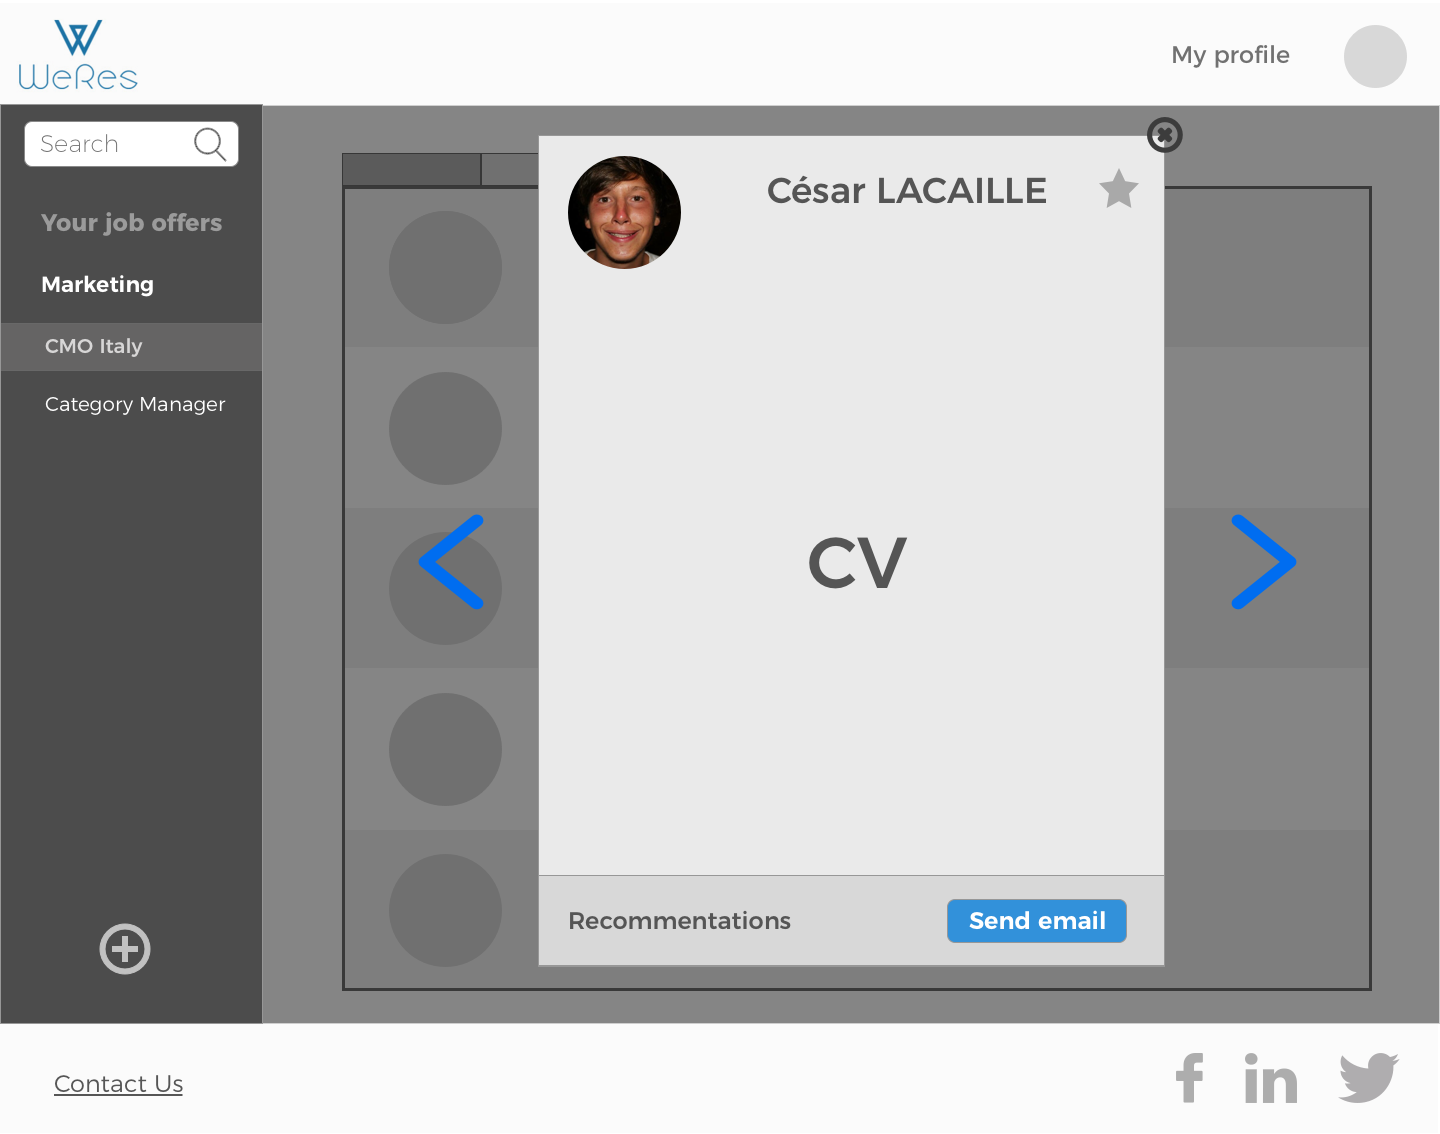 WeRes
My profile
Search
Your job offers
Marketing
CMO Italy
Category Manager
César LACAILLE
CV
Recommentations
Send email
Contact Us